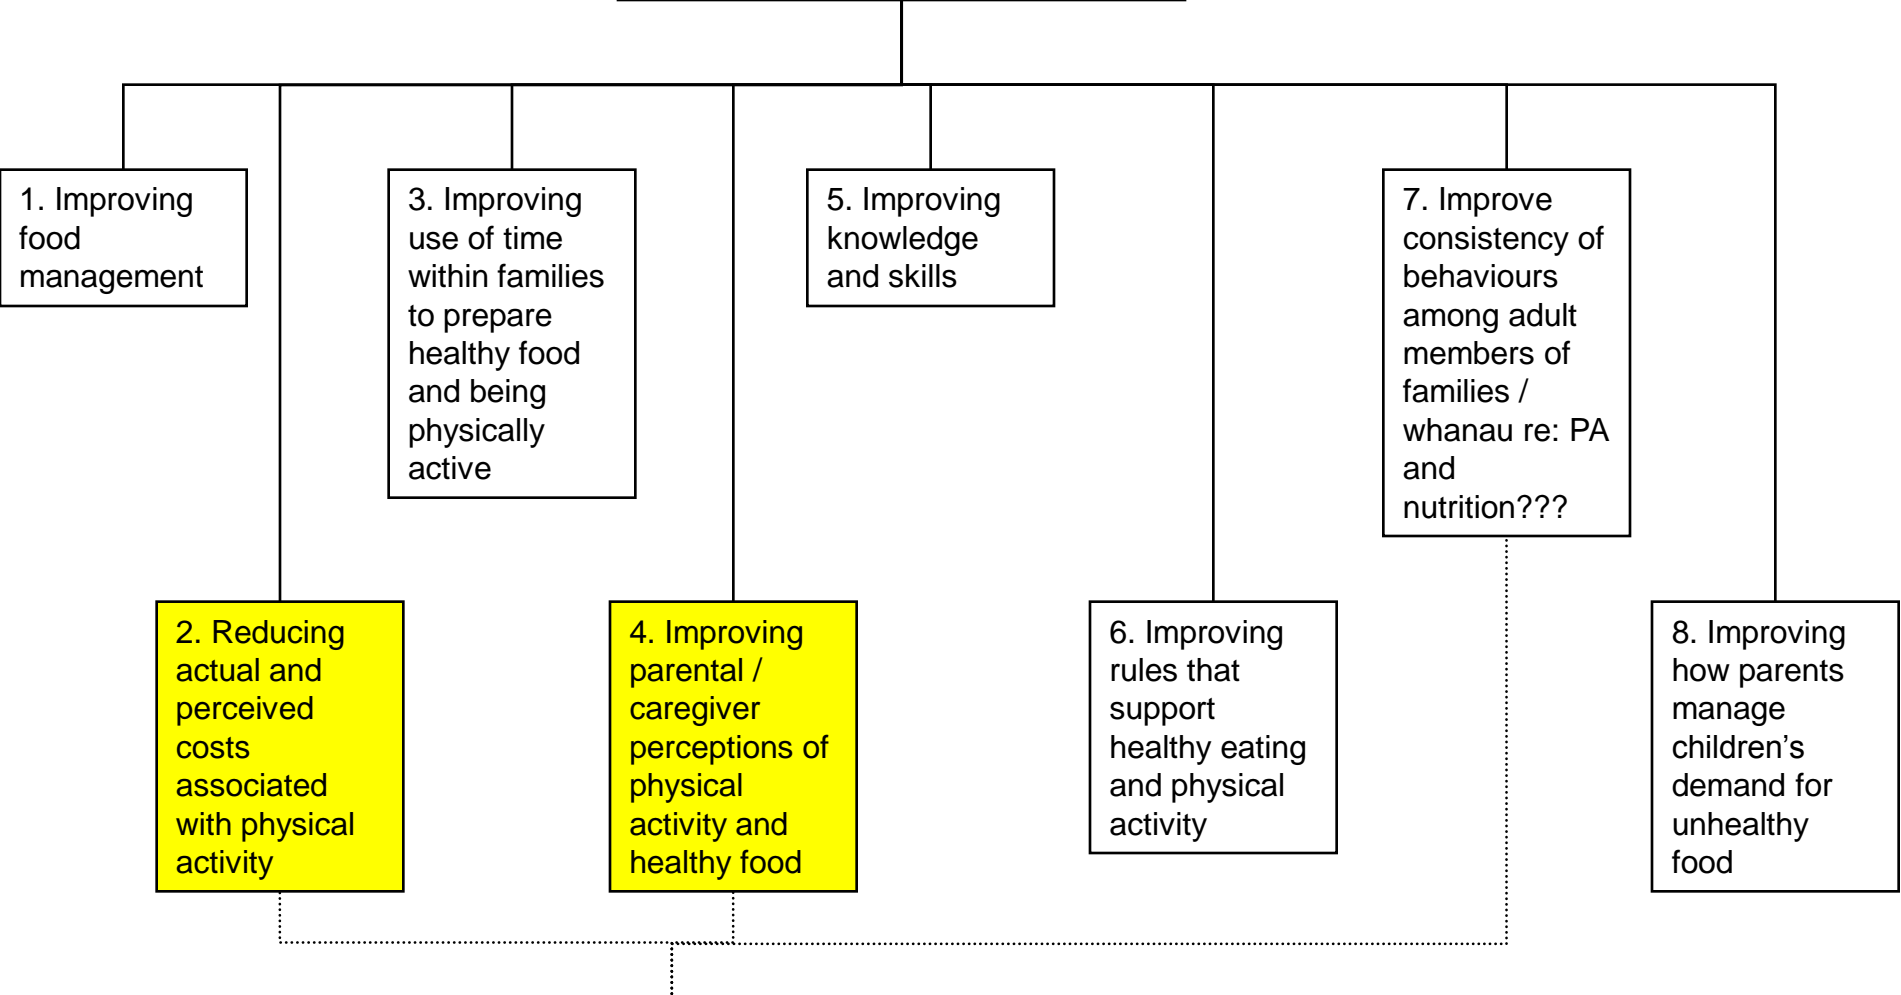 1. Improving
food
management
3. Improving
use of time
within families
to prepare
healthy food
and being
physically
active
5. Improving
knowledge
and skills
7. Improve
consistency of
behaviours
among adult
members of
families /
whanau re: PA
and
nutrition???
2. Reducing
actual and
perceived
costs
associated
with physical
activity
4. Improving
parental /
caregiver
perceptions of
physical
activity and
healthy food
6. Improving
rules that
support
healthy eating
and physical
activity
8. Improving
how parents
manage
children’s
demand for
unhealthy
food